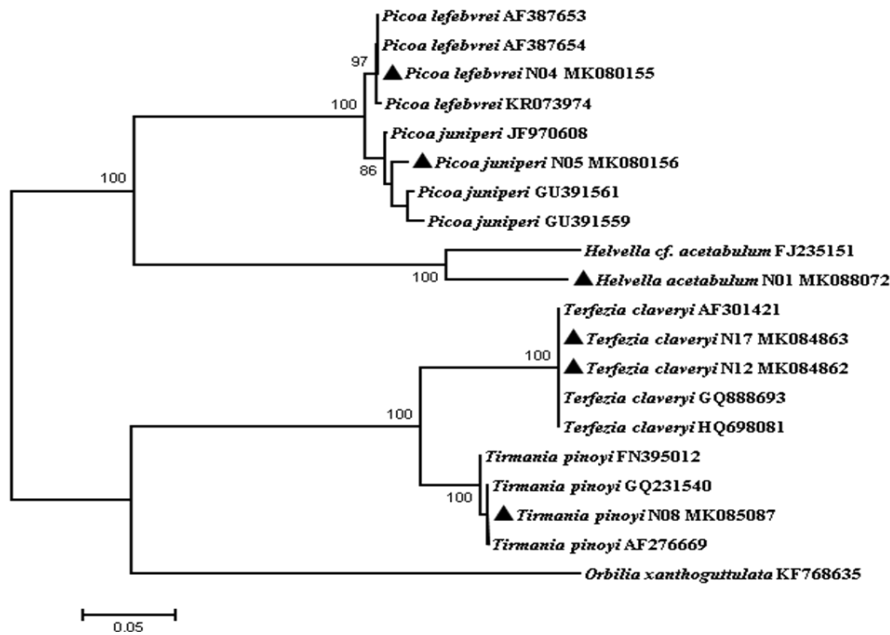 Picoa lefebvrei AF387653
Picoa lefebvrei AF387654
97
▲ Picoa lefebvrei N04 MK080155
100
Picoa lefebvrei KR073974
Picoa juniperi JF970608
▲ Picoa juniperi N05 MK080156
86
100
Picoa juniperi GU391561
Picoa juniperi GU391559
Helvella cf. acetabulum FJ235151
100
▲ Helvella acetabulum N01 MK088072
Terfezia claveryi AF301421
▲ Terfezia claveryi N17 MK084863
100
▲ Terfezia claveryi N12 MK084862
Terfezia claveryi GQ888693
100
Terfezia claveryi HQ698081
Tirmania pinoyi FN395012
Tirmania pinoyi GQ231540
100
▲ Tirmania pinoyi N08 MK085087
Tirmania pinoyi AF276669
Orbilia xanthoguttulata KF768635
0.05